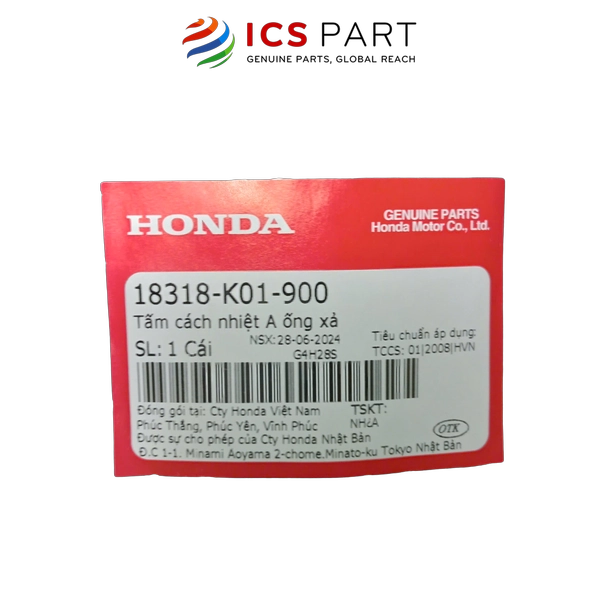 ICS PART
GENUINE PARTS, GLOBAL REACH
HONDA
GENUINE PARTS
Honda Motor Co., Ltd.
18318-K01-900
Tấm cách nhiệt A ống xả
SL: 1 Cái
NSX: 28-06-2024
G4H28S
Tiêu chuẩn áp dụng:
TCCS: 01|2008|HVN
Đóng gói tại: Cty Honda Việt Nam
Phúc Thắng, Phúc Yên, Vĩnh Phúc
TSKT:
Được sự cho phép của Cty Honda Nhật Bản
OTK
Đ.C 1-1. Minami Aoyama 2-chome.Minato-ku Tokyo Nhật Bản